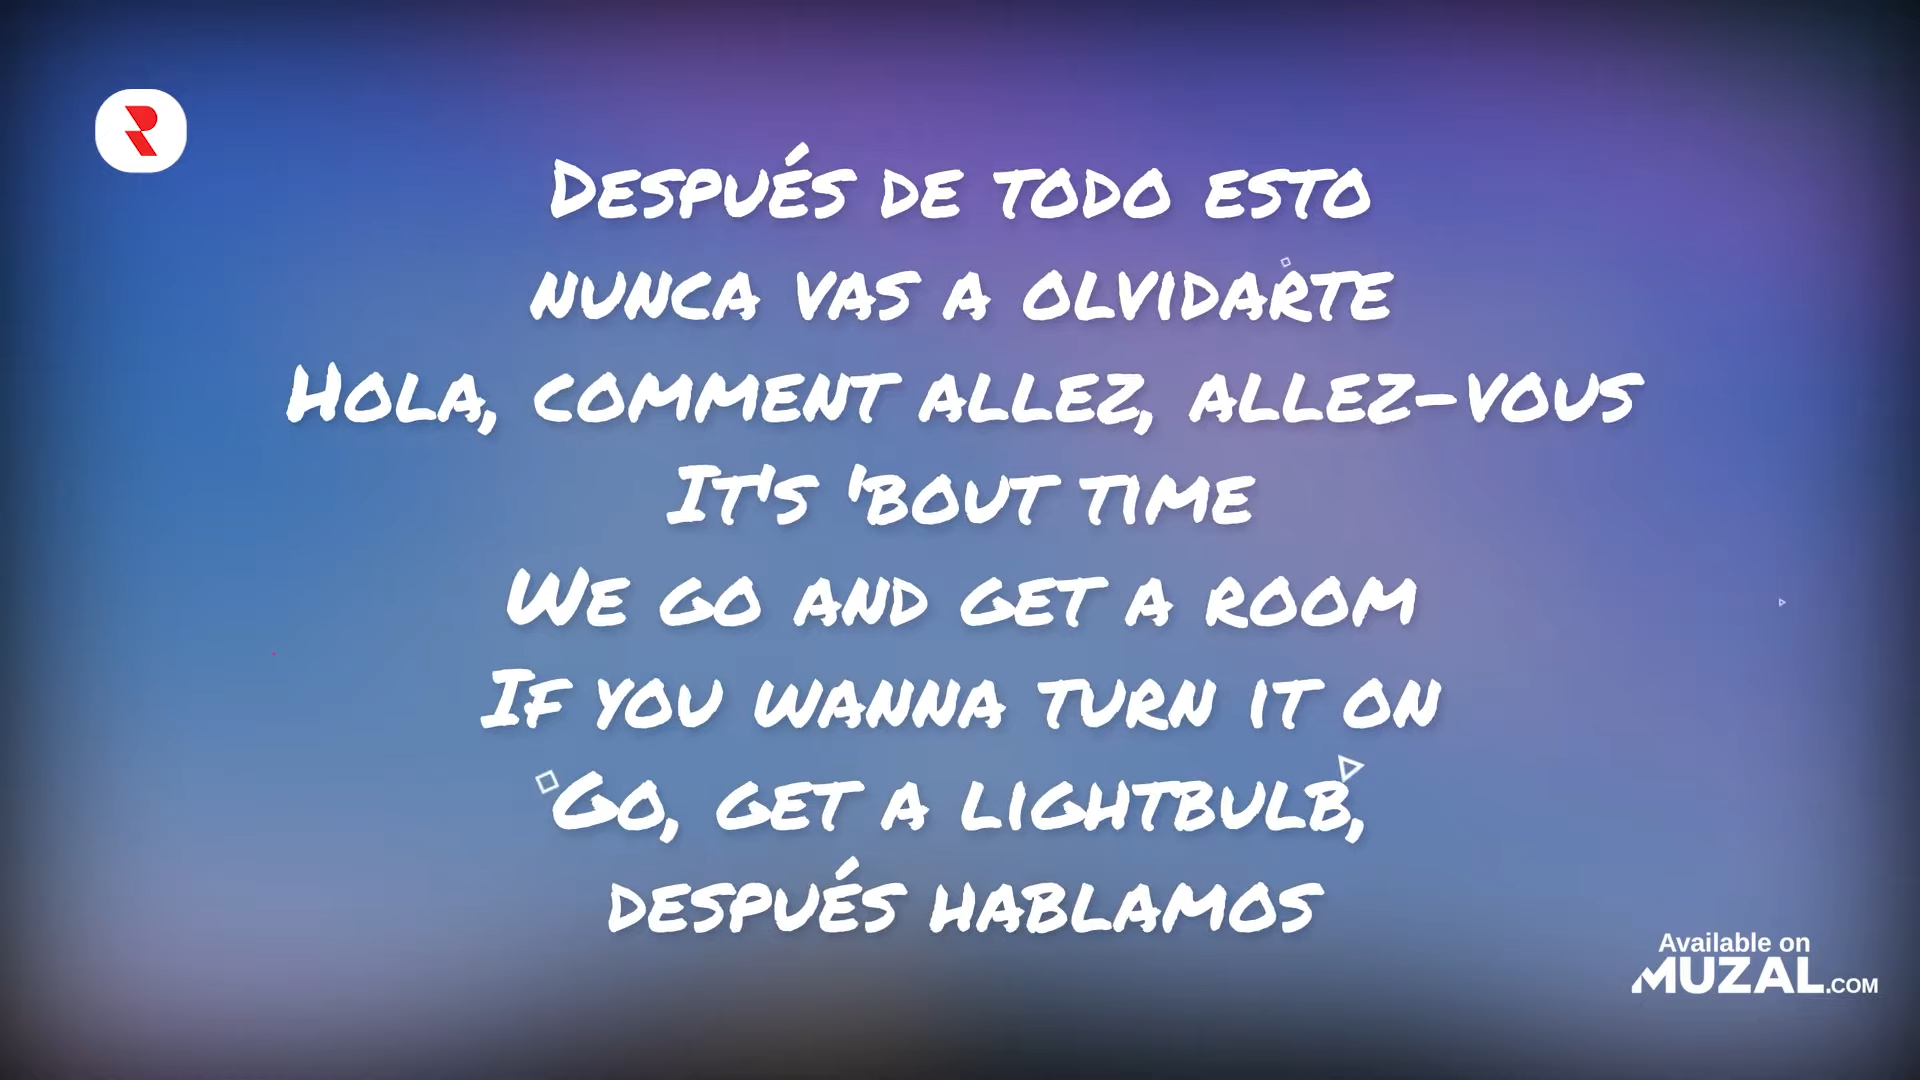 Después de todo esto
nunca vas a olvidarte
Hola, comment allez, allez-vous
It's 'bout time
We go and get a room
If you wanna turn it on
Go, get a lightbulb,
después hablamos
Available on
MUZAL.COM